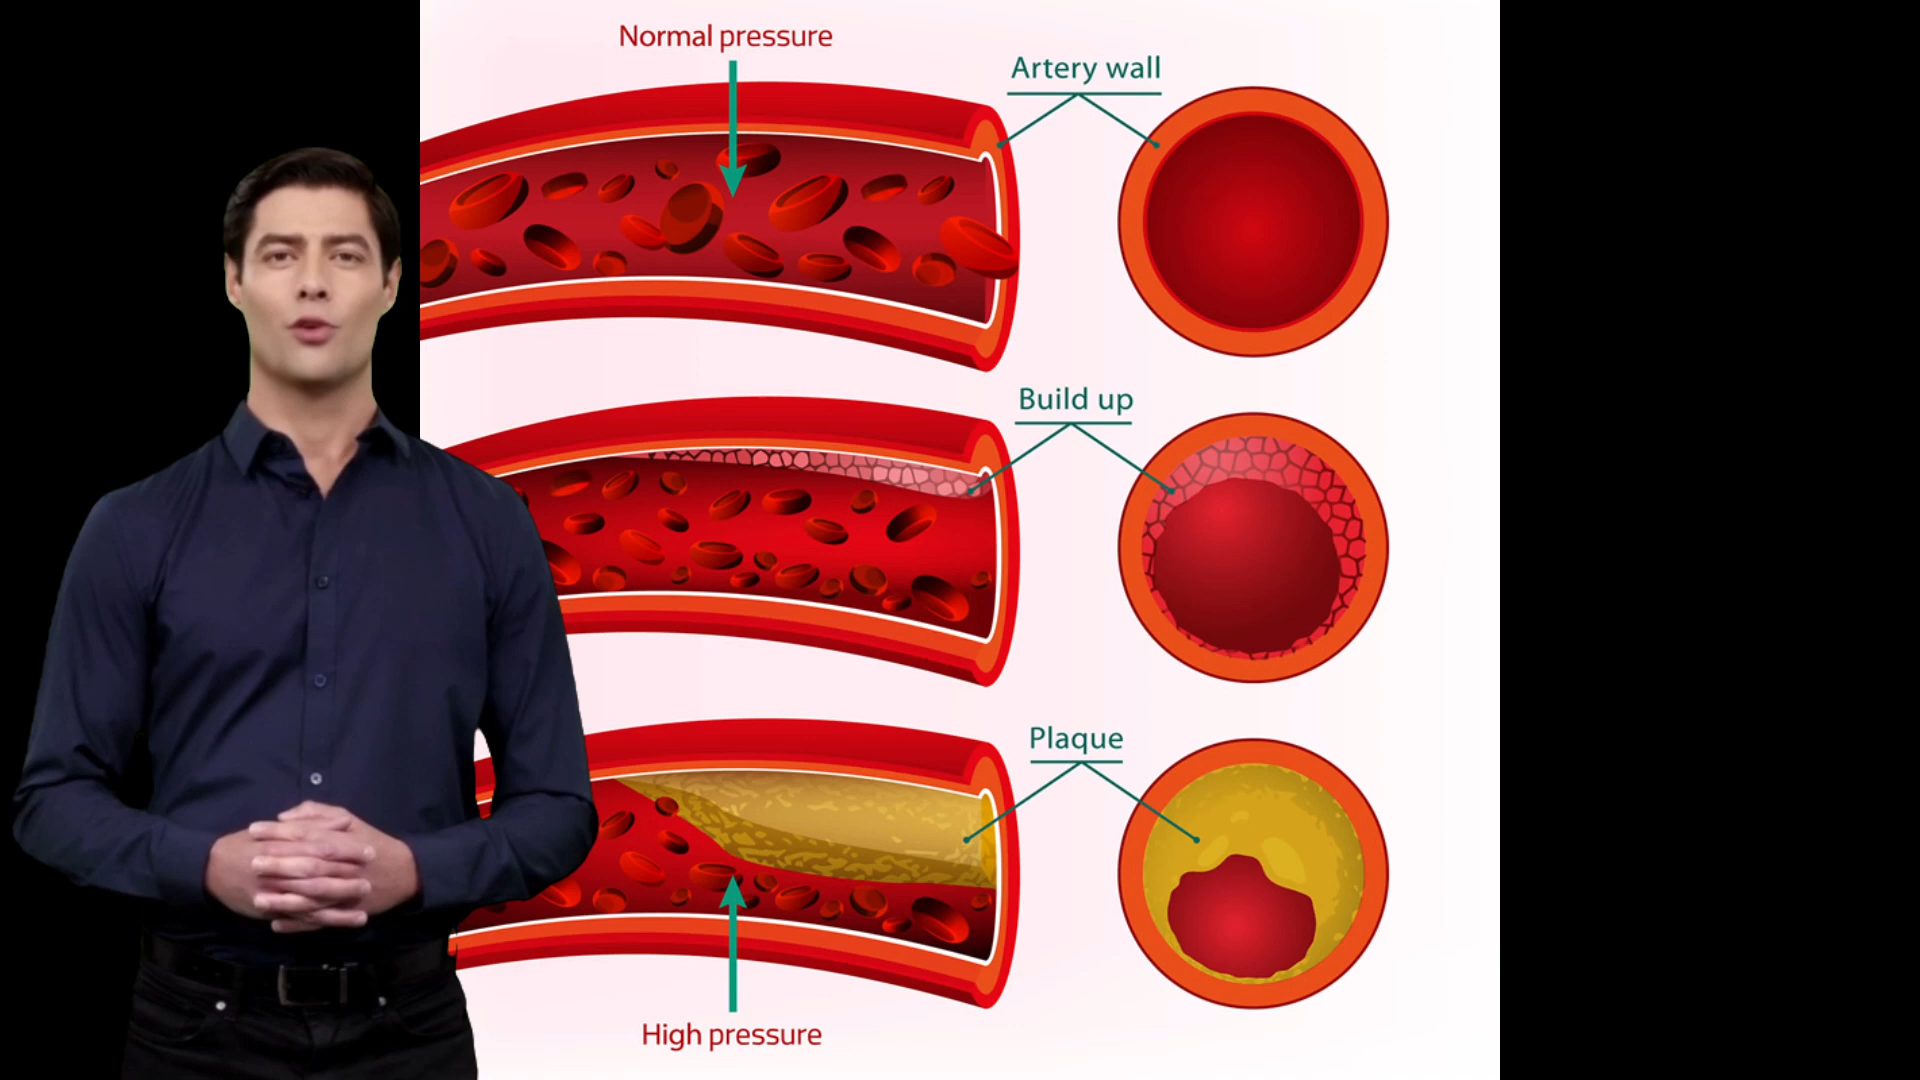 Normal pressure
Artery wall
Build up
Plaque
High pressure